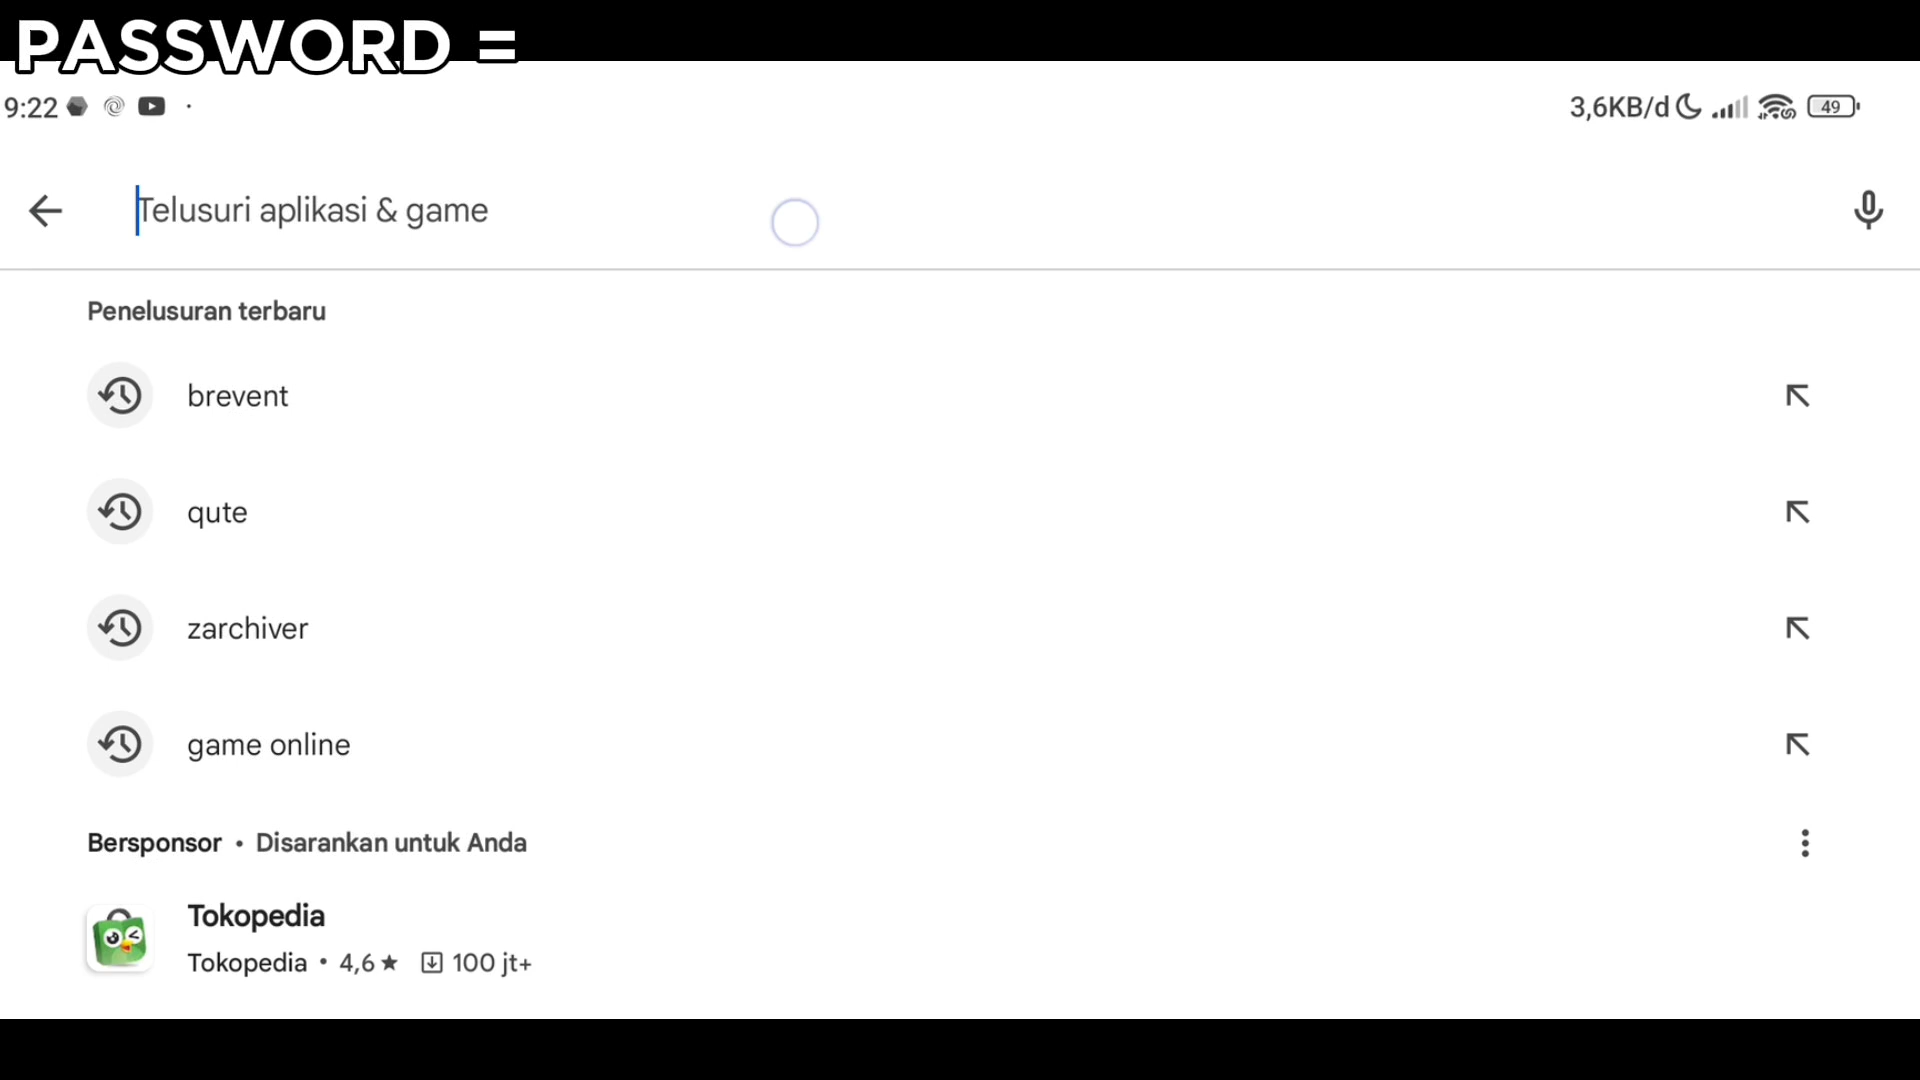 PASSWORD =
9:22
3,6KB/d
49
Telusuri aplikasi & game
Penelusuran terbaru
brevent
qute
zarchiver
game online
Bersponsor • Disarankan untuk Anda
Tokopedia
Tokopedia • 4,6★ 100 jt+